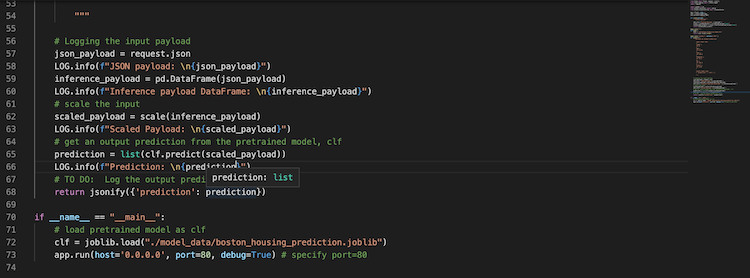 53
54 """
55
56 # Logging the input payload
57 json_payload = request.json
58 LOG.info(f"JSON payload: \n{json_payload}")
59 inference_payload = pd.DataFrame(json_payload)
60 LOG.info(f"Inference payload DataFrame: \n{inference_payload}")
61 # scale the input
62 scaled_payload = scale(inference_payload)
63 LOG.info(f"Scaled Payload: \n{scaled_payload}")
64 # get an output prediction from the pretrained model, clf
65 prediction = list(clf.predict(scaled_payload))
66 LOG.info(f"Prediction: \n{prediction}")
67 # TO DO: Log the output predi
prediction: list
68 return jsonify({'prediction': prediction})
69
70 if __name__ == "__main__":
71 # load pretrained model as clf
72 clf = joblib.load("./model_data/boston_housing_prediction.joblib")
73 app.run(host='0.0.0.0', port=80, debug=True) # specify port=80
74